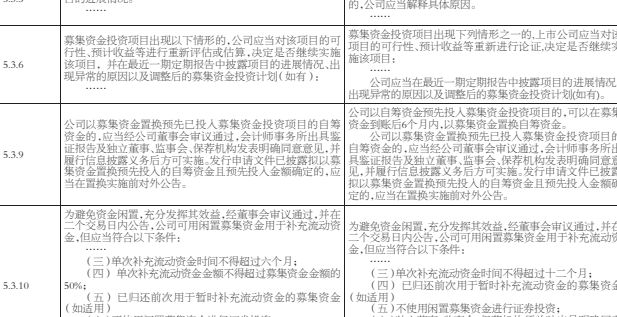 5.3.5
目的进展情况。
……
的,公司应当解释具体原因。
……
5.3.6
募集资金投资项目出现以下情形的,公司应当对该项目的可
行性、预计收益等进行重新评估或估算,决定是否继续实施
该项目, 并在最近一期定期报告中披露项目的进展情况、出
现异常的原因以及调整后的募集资金投资计划(如有):
……
募集资金投资项目出现下列情形之一的,上市公司应当对该
项目的可行性、预计收益等重新进行论证,决定是否继续实
施该项目:
……
公司应当在最近一期定期报告中披露项目的进展情况、
出现异常的原因以及调整后的募集资金投资计划(如有)。
5.3.9
公司以募集资金置换预先已投入募集资金投资项目的自筹
资金的,应当经公司董事会审议通过,会计师事务所出具鉴
证报告及独立董事、监事会、保荐机构发表明确同意意见,并
履行信息披露义务后方可实施。发行申请文件已披露拟以募
集资金置换预先投入的自筹资金且预先投入金额确定的,应
当在置换实施前对外公告。
公司以自筹资金预先投入募集资金投资项目的,可以在募集
资金到账后6个月内,以募集资金置换自筹资金。
公司以募集资金置换预先已投入募集资金投资项目的
自筹资金的,应当经公司董事会审议通过,会计师事务所出
具鉴证报告及独立董事、监事会、保荐机构发表明确同意意
见,并履行信息披露义务后方可实施。发行申请文件已披露
拟以募集资金置换预先投入的自筹资金且预先投入金额确
定的,应当在置换实施前对外公告。
5.3.10
为避免资金闲置,充分发挥其效益,经董事会审议通过,并在
二个交易日内公告,公司可用闲置募集资金用于补充流动资
金,但应当符合以下条件:
……
(三)单次补充流动资金时间不得超过六个月;
(四) 单次补充流动资金金额不得超过募集资金金额的
50%;
(五) 已归还前次用于暂时补充流动资金的募集资金
(如适用)
为避免资金闲置,充分发挥其效益,经董事会审议通过,并在
二个交易日内公告,公司可用闲置募集资金用于补充流动资
金,但应当符合以下条件:
……
(三)单次补充流动资金时间不得超过十二个月;
(四) 已归还前次用于暂时补充流动资金的募集资金
(如适用)
(五)不使用闲置募集资金进行证券投资;